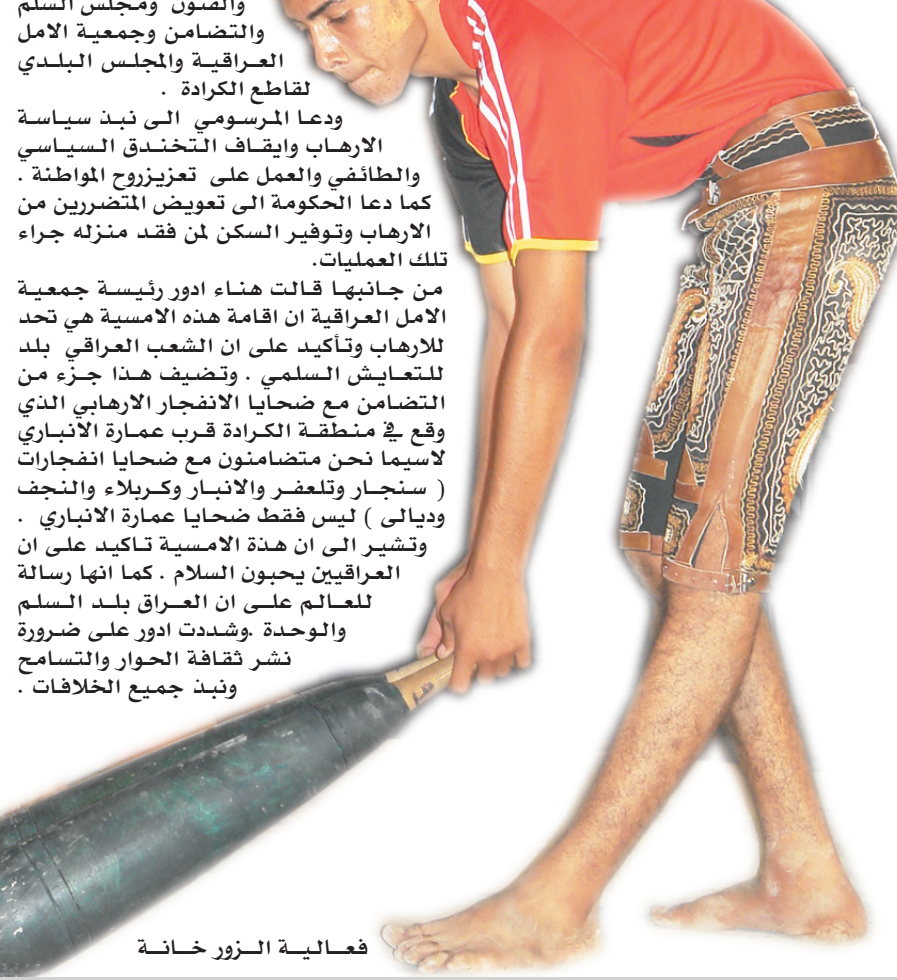 والفنون ومجلس السلم
والتضامن وجمعية الامل
العراقية والمجلس البلدي
لقاطع الكرادة .
ودعا المرسومي الى نبذ سياسة
الارهاب وايقاف التخندق السياسي
والطائفي والعمل على تعزيزروح المواطنة .
كما دعا الحكومة الى تعويض المتضررين من
الارهاب وتوفير السكن لمن فقد منزله جراء
تلك العمليات.
من جانبها قالت هناء ادور رئيسة جمعية
الامل العراقية ان اقامة هذه الامسية هي تحد
للارهاب وتأكيد على ان الشعب العراقي بلد
للتعايش السلمي . وتضيف هذا جزء من
التضامن مع ضحايا الانفجار الارهابي الذي
وقع في منطقة الكرادة قرب عمارة الانباري
لاسيما نحن متضامنون مع ضحايا انفجارات
( سنجار وتلعفر والانبار وكربلاء والنجف
وديالى ) ليس فقط ضحايا عمارة الانباري .
وتشير الى ان هذة الامسية تاكيد على ان
العراقيين يحبون السلام . كما انها رسالة
للعالم على ان العراق بلد السلم
والوحدة .وشددت ادور على ضرورة
نشر ثقافة الحوار والتسامح
ونبذ جميع الخلافات .
فعالية الزور خانة